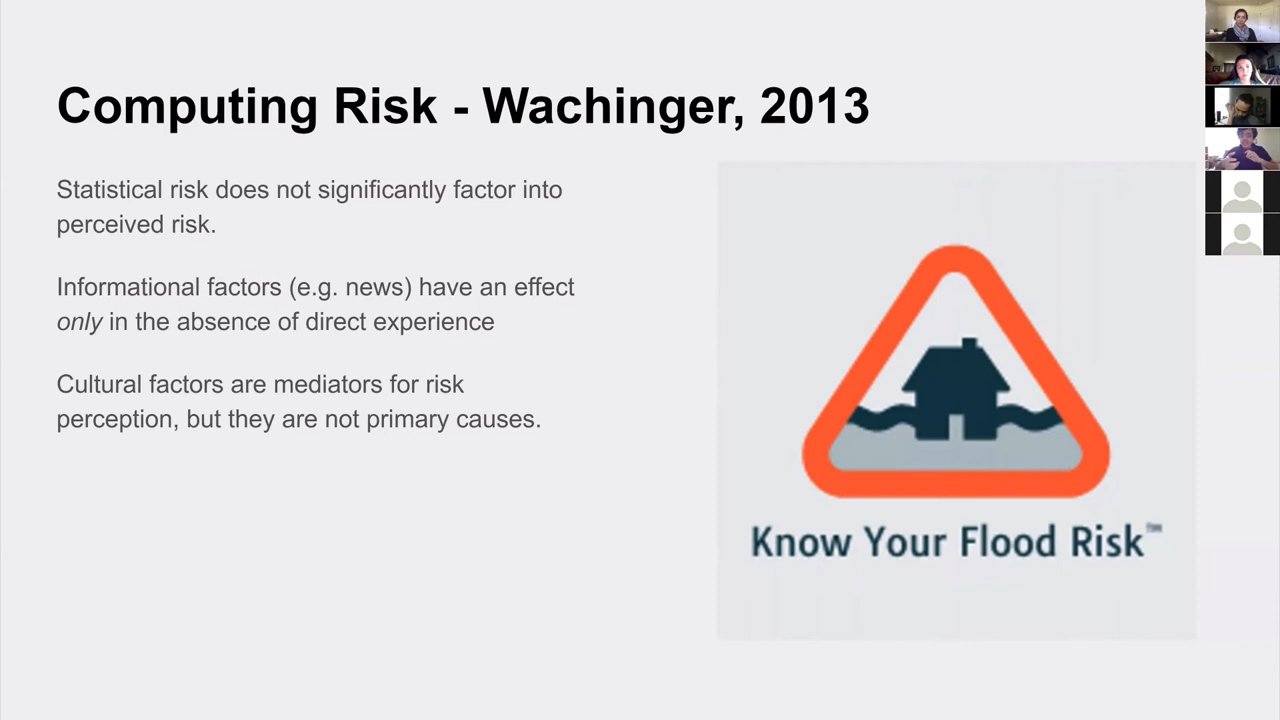 Computing Risk - Wachinger, 2013
Statistical risk does not significantly factor into
perceived risk.
Informational factors (e.g. news) have an effect
only in the absence of direct experience
Cultural factors are mediators for risk
perception, but they are not primary causes.
Know Your Flood Risk™